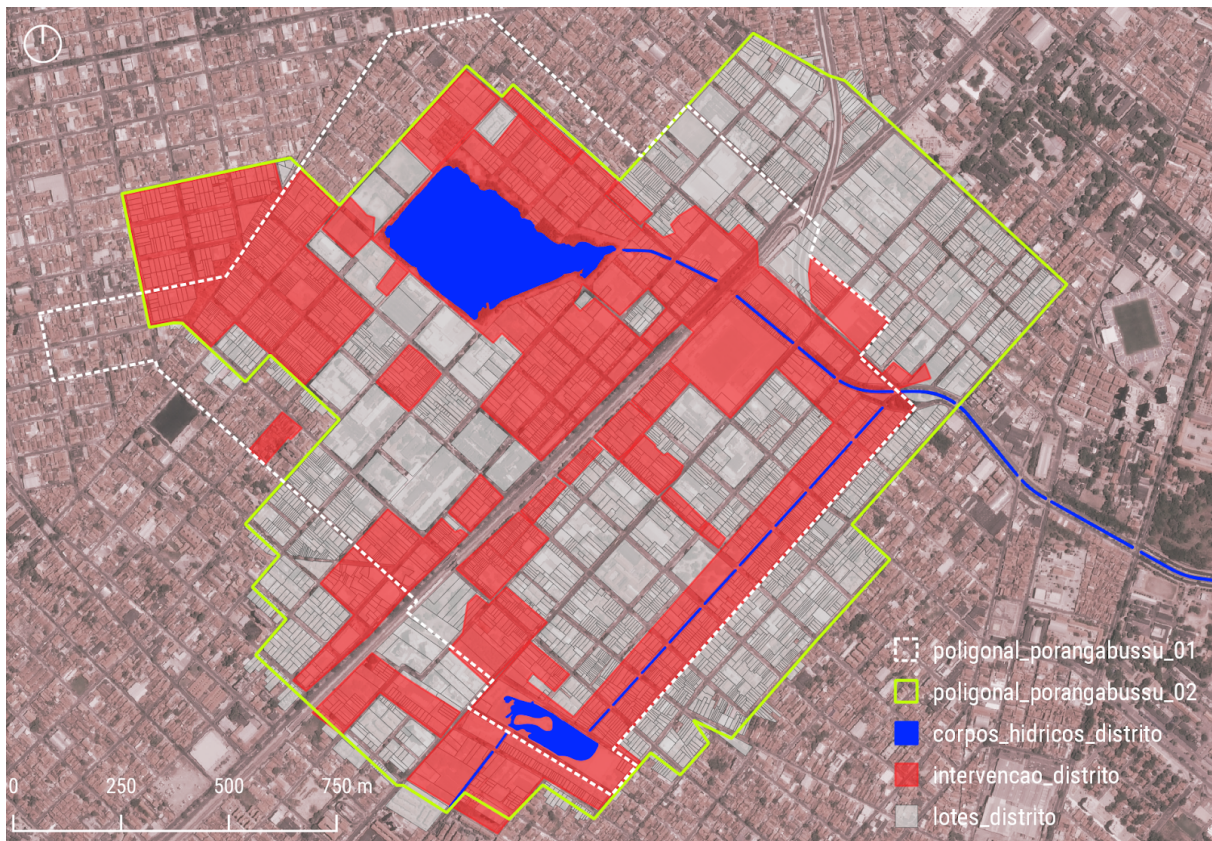 poligonal_porangabussu_01
poligonal_porangabussu_02
corpos_hidricos_distrito
intervencao_distrito
lotes_distrito
0 250 500 750 m